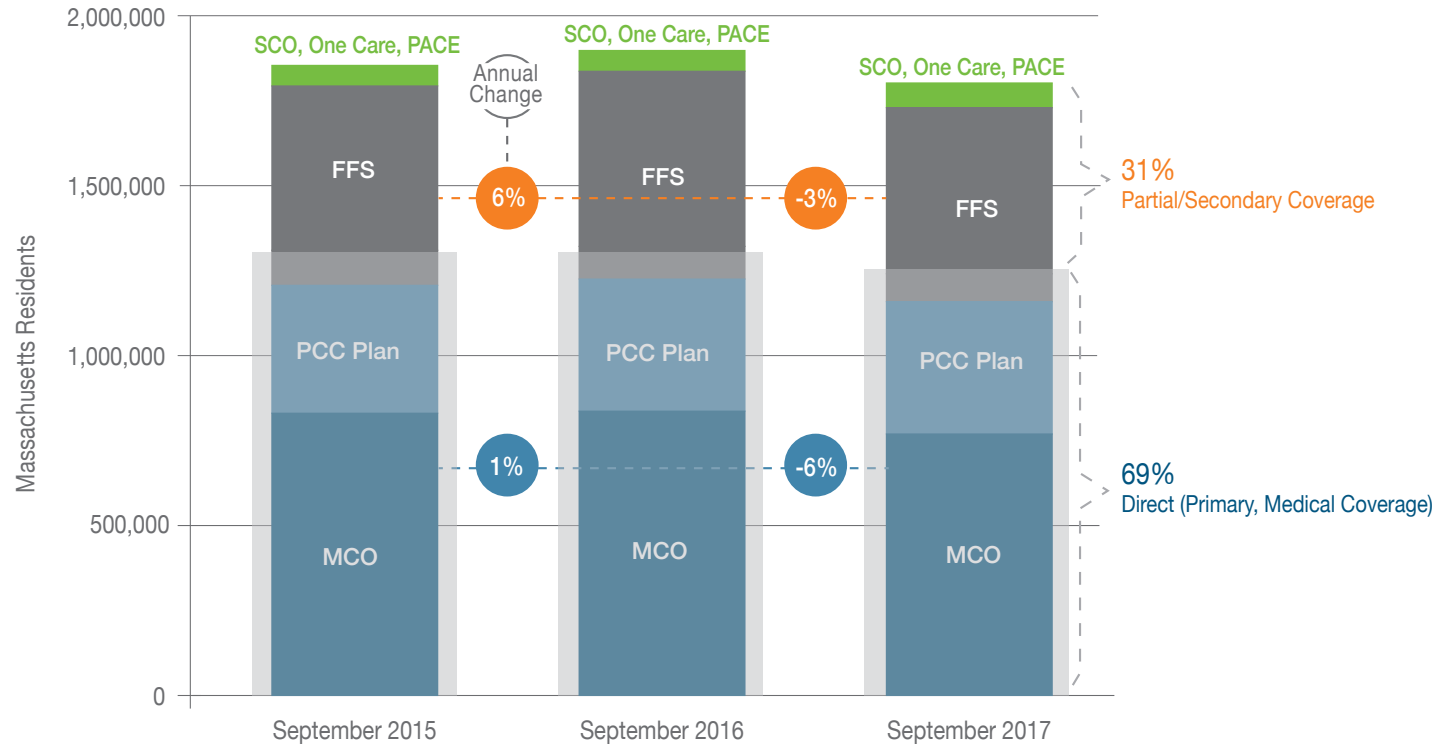 2,000,000
1,500,000
1,000,000
500,000
0
Massachusetts Residents
SCO, One Care, PACE
FFS
PCC Plan
MCO
September 2015
Annual
Change
6%
1%
SCO, One Care, PACE
FFS
PCC Plan
MCO
September 2016
-3%
-6%
SCO, One Care, PACE
FFS
PCC Plan
MCO
September 2017
31%
Partial/Secondary Coverage
69%
Direct (Primary, Medical Coverage)